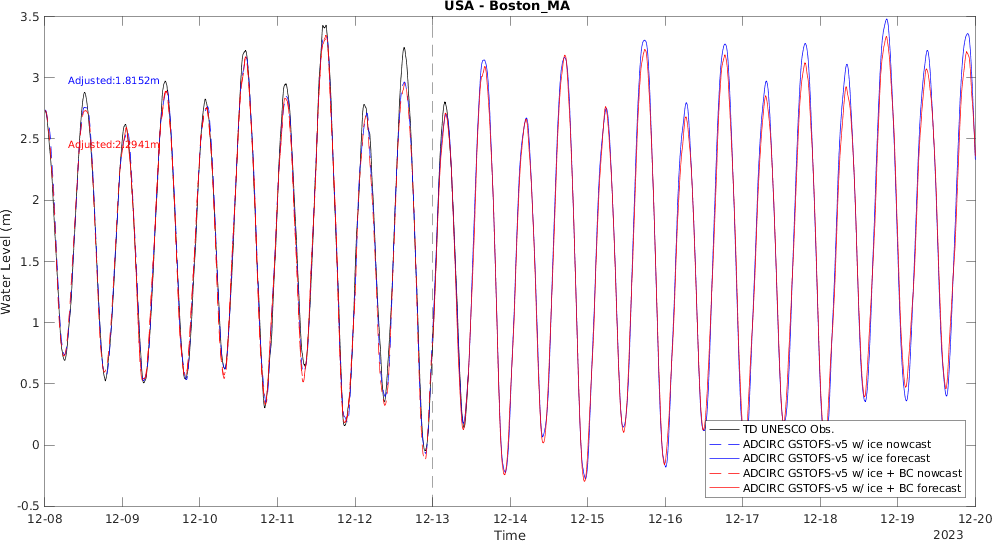 USA - Boston_MA
3.5
3
2.5
2
1.5
1
0.5
0
-0.5
Water Level (m)
Adjusted:1.8152m
Adjusted:2.2941m
TD UNESCO Obs.
ADCIRC GSTOFS-v5 w/ ice nowcast
ADCIRC GSTOFS-v5 w/ ice forecast
ADCIRC GSTOFS-v5 w/ ice + BC nowcast
ADCIRC GSTOFS-v5 w/ ice + BC forecast
12-08 12-09 12-10 12-11 12-12 12-13 12-14 12-15 12-16 12-17 12-18 12-19 12-20
Time
2023